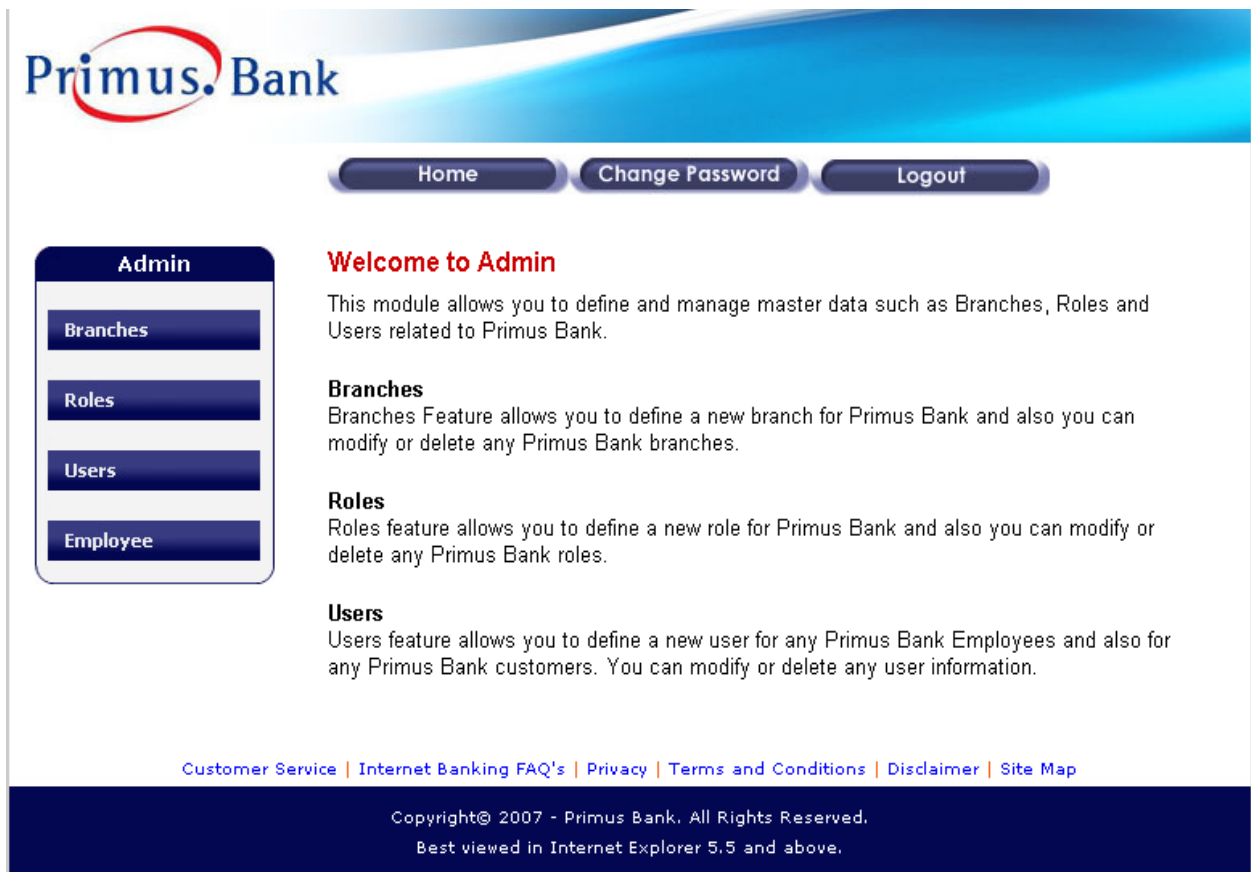 Primus. Bank
Home
Change Password
Logout
Admin
Branches
Roles
Users
Employee
Welcome to Admin
This module allows you to define and manage master data such as Branches, Roles and
Users related to Primus Bank.
Branches
Branches Feature allows you to define a new branch for Primus Bank and also you can
modify or delete any Primus Bank branches.
Roles
Roles feature allows you to define a new role for Primus Bank and also you can modify or
delete any Primus Bank roles.
Users
Users feature allows you to define a new user for any Primus Bank Employees and also for
any Primus Bank customers. You can modify or delete any user information.
Customer Service | Internet Banking FAQ's | Privacy | Terms and Conditions | Disclaimer | Site Map
Copyright© 2007 - Primus Bank. All Rights Reserved.
Best viewed in Internet Explorer 5.5 and above.